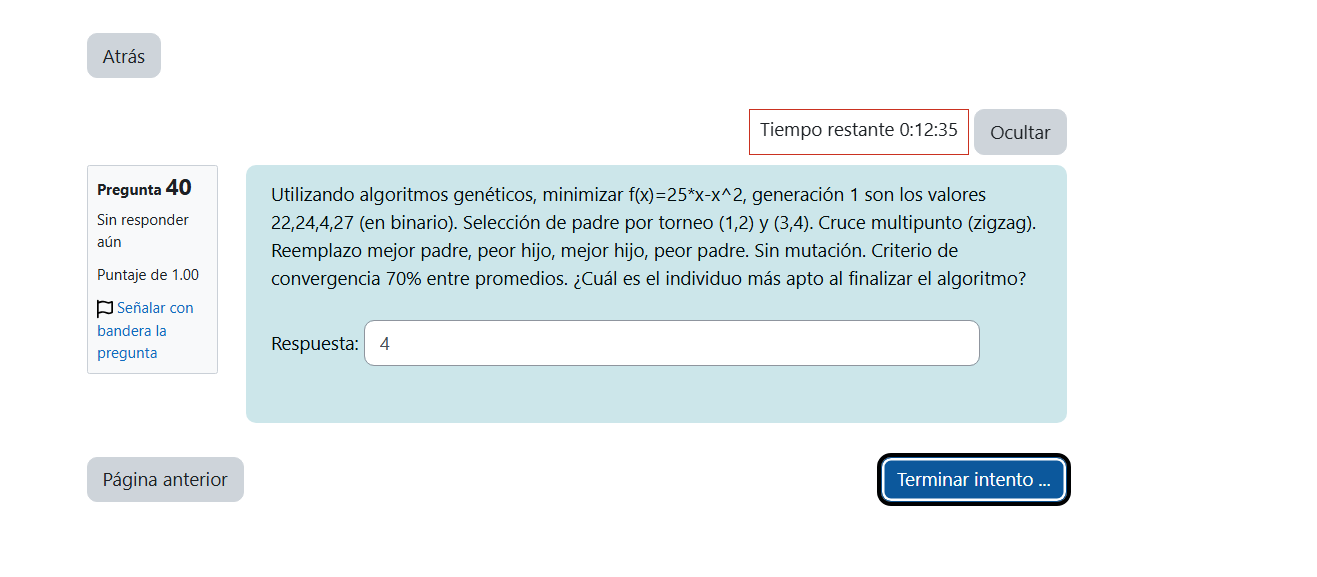 Atrás
Tiempo restante 0:12:35
Ocultar
Pregunta 40
Sin responder
aún
Puntaje de 1.00
Señalar con
bandera la
pregunta
Utilizando algoritmos genéticos, minimizar f(x)=25*x-x^2, generación 1 son los valores
22,24,4,27 (en binario). Selección de padre por torneo (1,2) y (3,4). Cruce multipunto (zigzag).
Reemplazo mejor padre, peor hijo, mejor hijo, peor padre. Sin mutación. Criterio de
convergencia 70% entre promedios. ¿Cuál es el individuo más apto al finalizar el algoritmo?
Respuesta: 4
Página anterior
Terminar intento ...